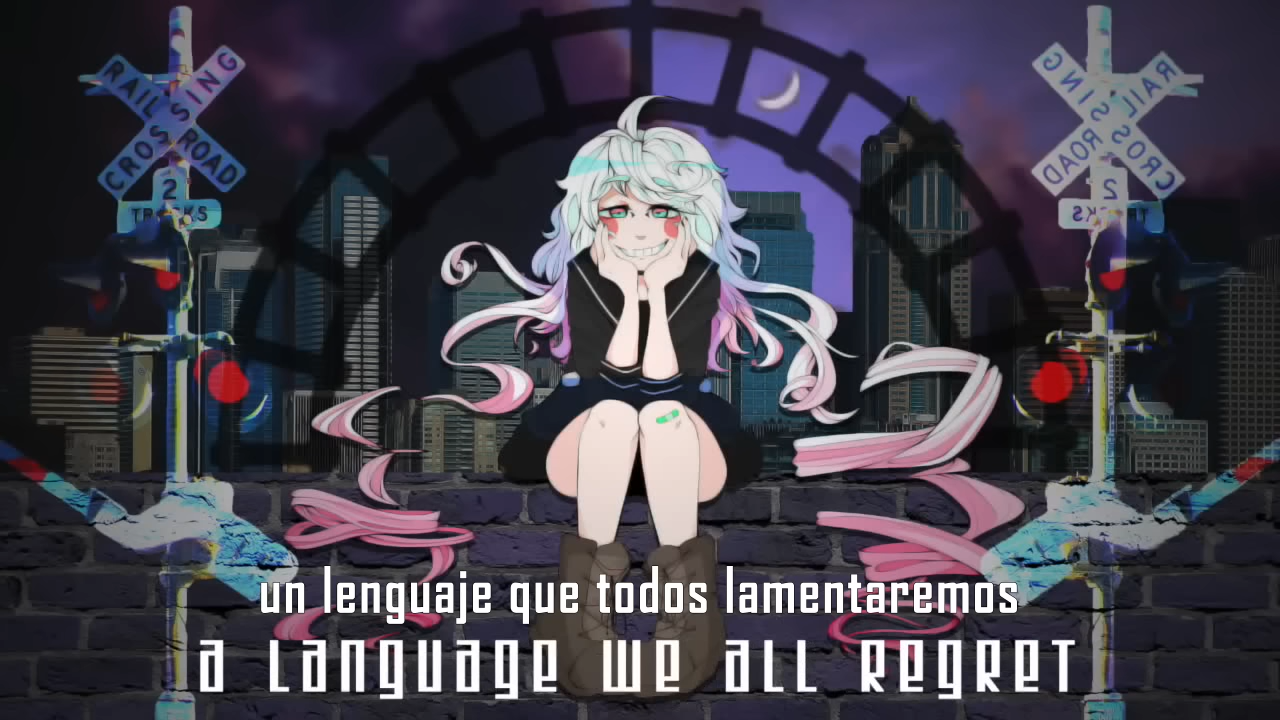 RAIL CROSSING ROAD
2
TRACKS
RAIL CROSSING ROAD
2
TRACKS
un lenguaje que todos lamentaremos
a language we all regret